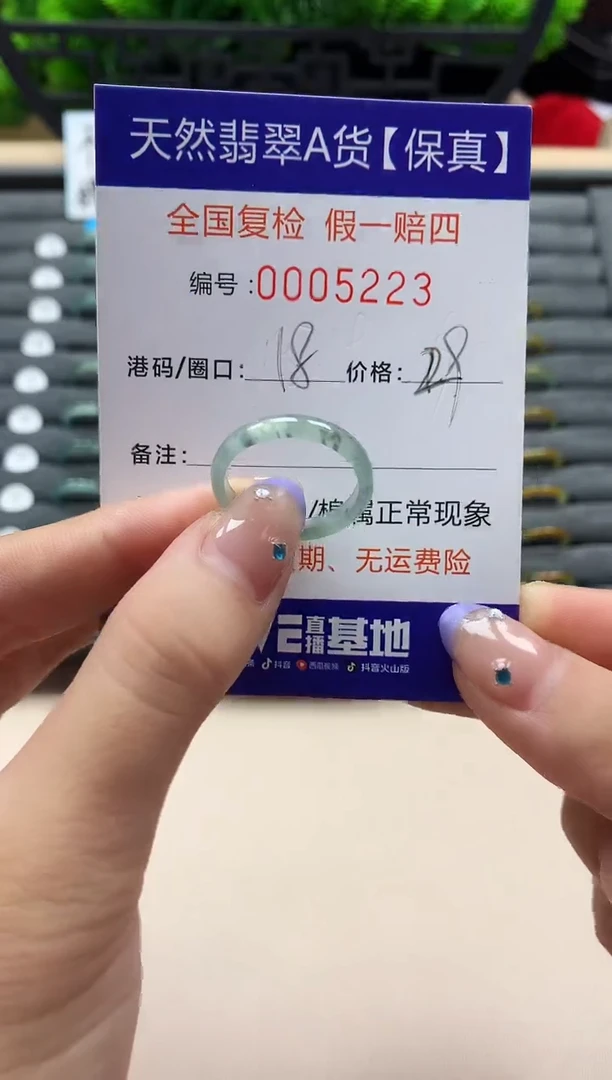 天然翡翠A货【保真】
全国复检 假一赔四
编号:0005223
港码/圈口: 18 价格: 28
备注:
属正常现象
期、无运费险
直播基地
抖音 西瓜视频 抖音火山版